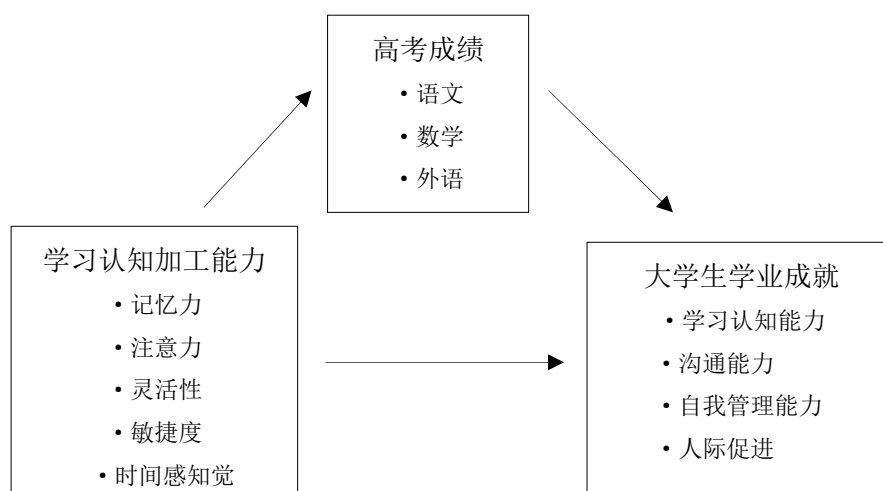 高考成绩
·语文
·数学
·外语
学习认知加工能力
·记忆力
·注意力
·灵活性
·敏捷度
·时间感知觉
大学生学业成就
·学习认知能力
·沟通能力
·自我管理能力
·人际促进